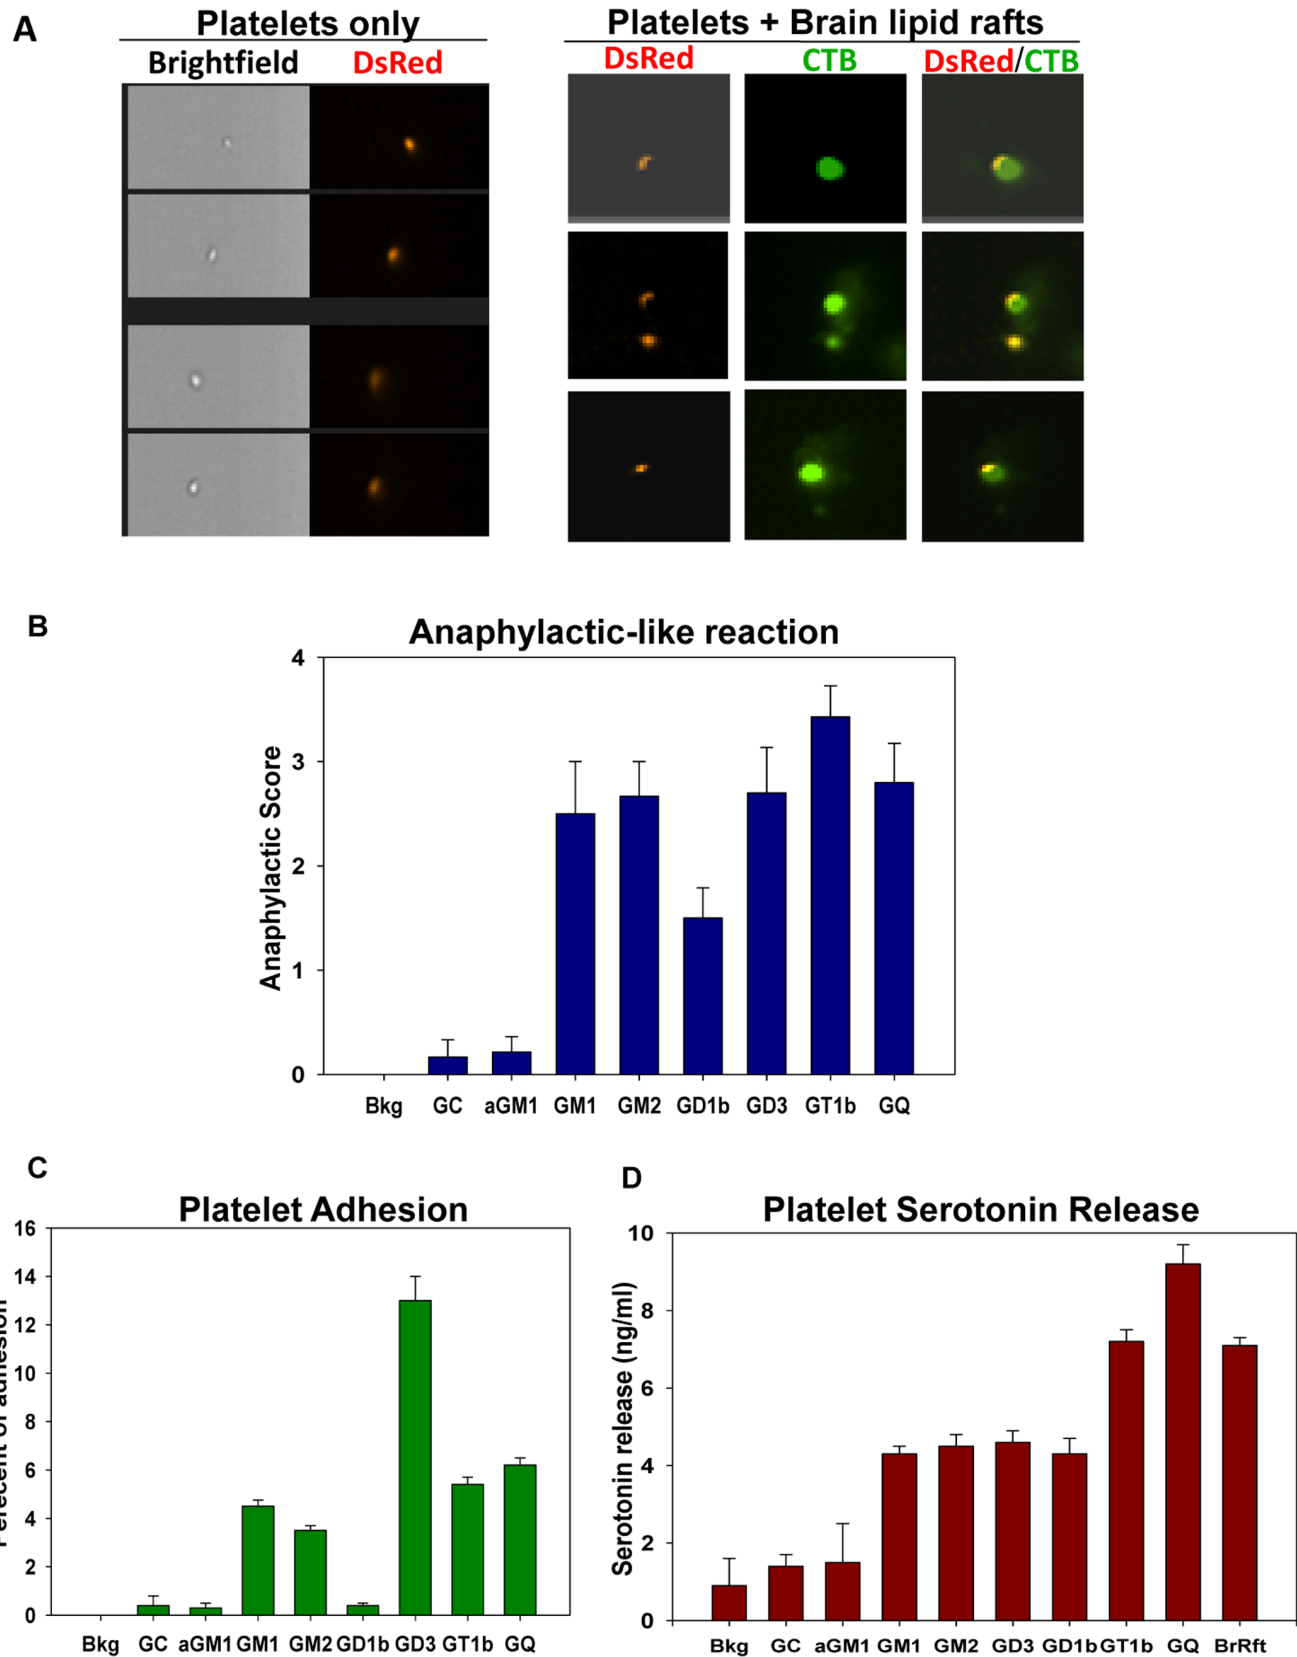 A
Platelets only
Platelets + Brain lipid rafts
Brightfield DsRed
DsRed CTB DsRed/CTB
B
Anaphylactic-like reaction
Anaphylactic Score
4
3
2
1
0
Bkg GC aGM1 GM1 GM2 GD1b GD3 GT1b GQ
C
Platelet Adhesion
16
14
12
10
8
6
4
2
0
Bkg GC aGM1 GM1 GM2 GD1b GD3 GT1b GQ
D
Platelet Serotonin Release
Serotonin release (ng/ml)
10
8
6
4
2
0
Bkg GC aGM1 GM1 GM2 GD3 GD1b GT1b GQ BrRft